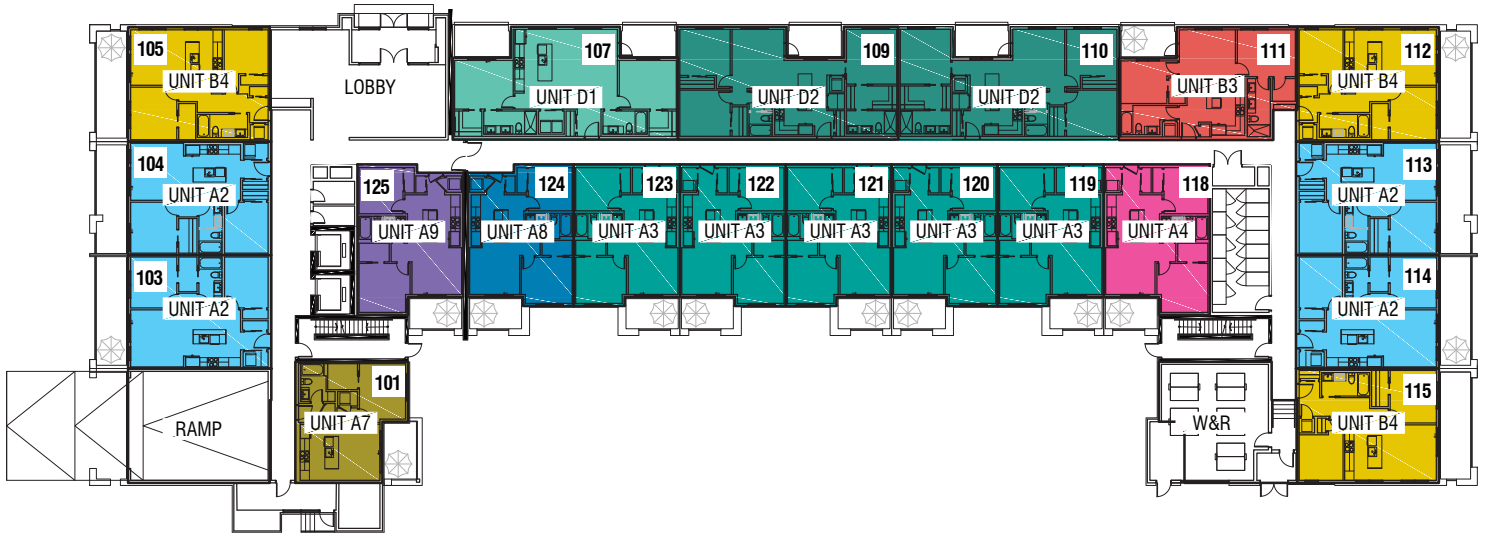 105
UNIT B4
LOBBY
107
UNIT D1
109
UNIT D2
110
UNIT D2
111
UNIT B3
112
UNIT B4
104
UNIT A2
125
UNIT A9
124
UNIT A8
123
UNIT A3
122
UNIT A3
121
UNIT A3
120
UNIT A3
119
UNIT A3
118
UNIT A4
113
UNIT A2
103
UNIT A2
114
UNIT A2
101
UNIT A7
RAMP
W&R
115
UNIT B4